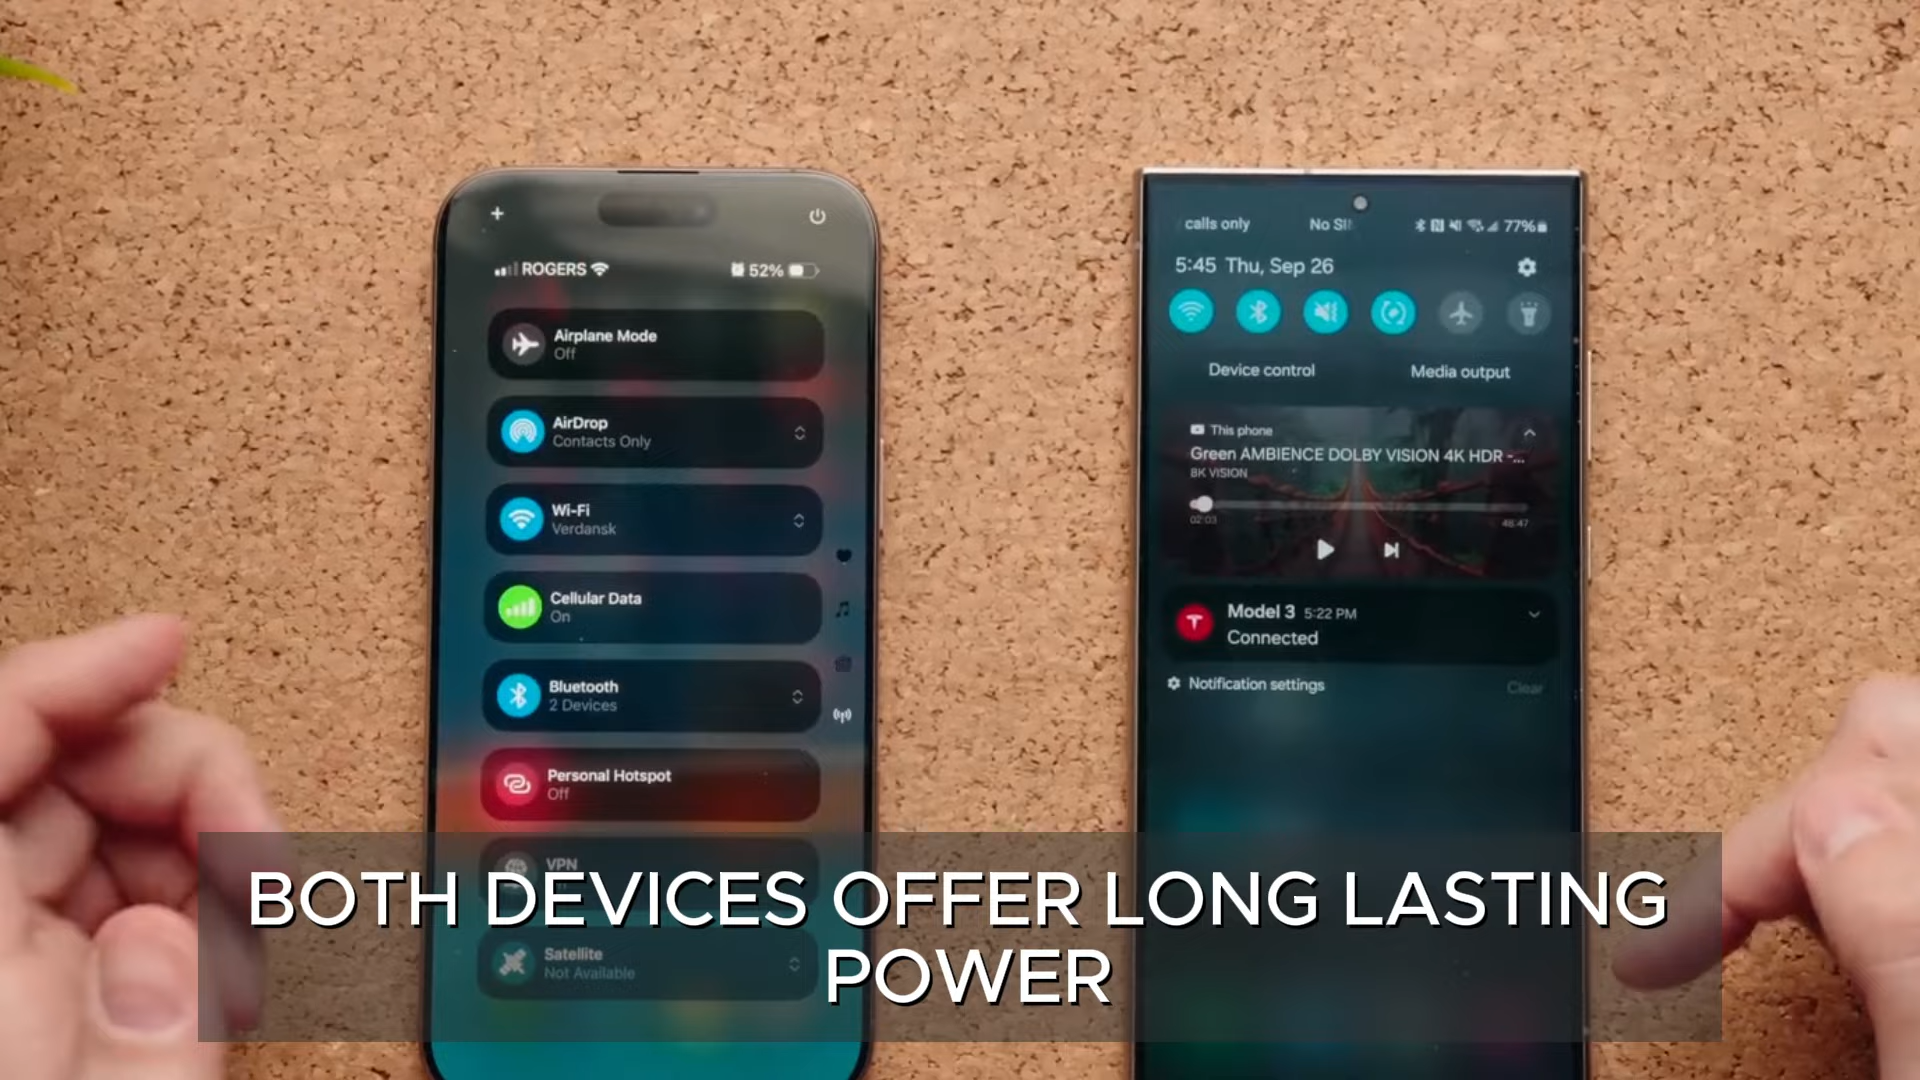 ROGERS
52%
Airplane Mode
Off
AirDrop
Contacts Only
Wi-Fi
Verdansk
Cellular Data
On
Bluetooth
2 Devices
Personal Hotspot
Off
VPN
Satellite
Not Available
calls only
No SI
77%
5:45 Thu, Sep 26
Device control
Media output
This phone
Green AMBIENCE DOLBY VISION 4K HDR -...
8K VISION
02:03
46:47
Model 3 5:22 PM
Connected
Notification settings
Clear
BOTH DEVICES OFFER LONG LASTING
POWER